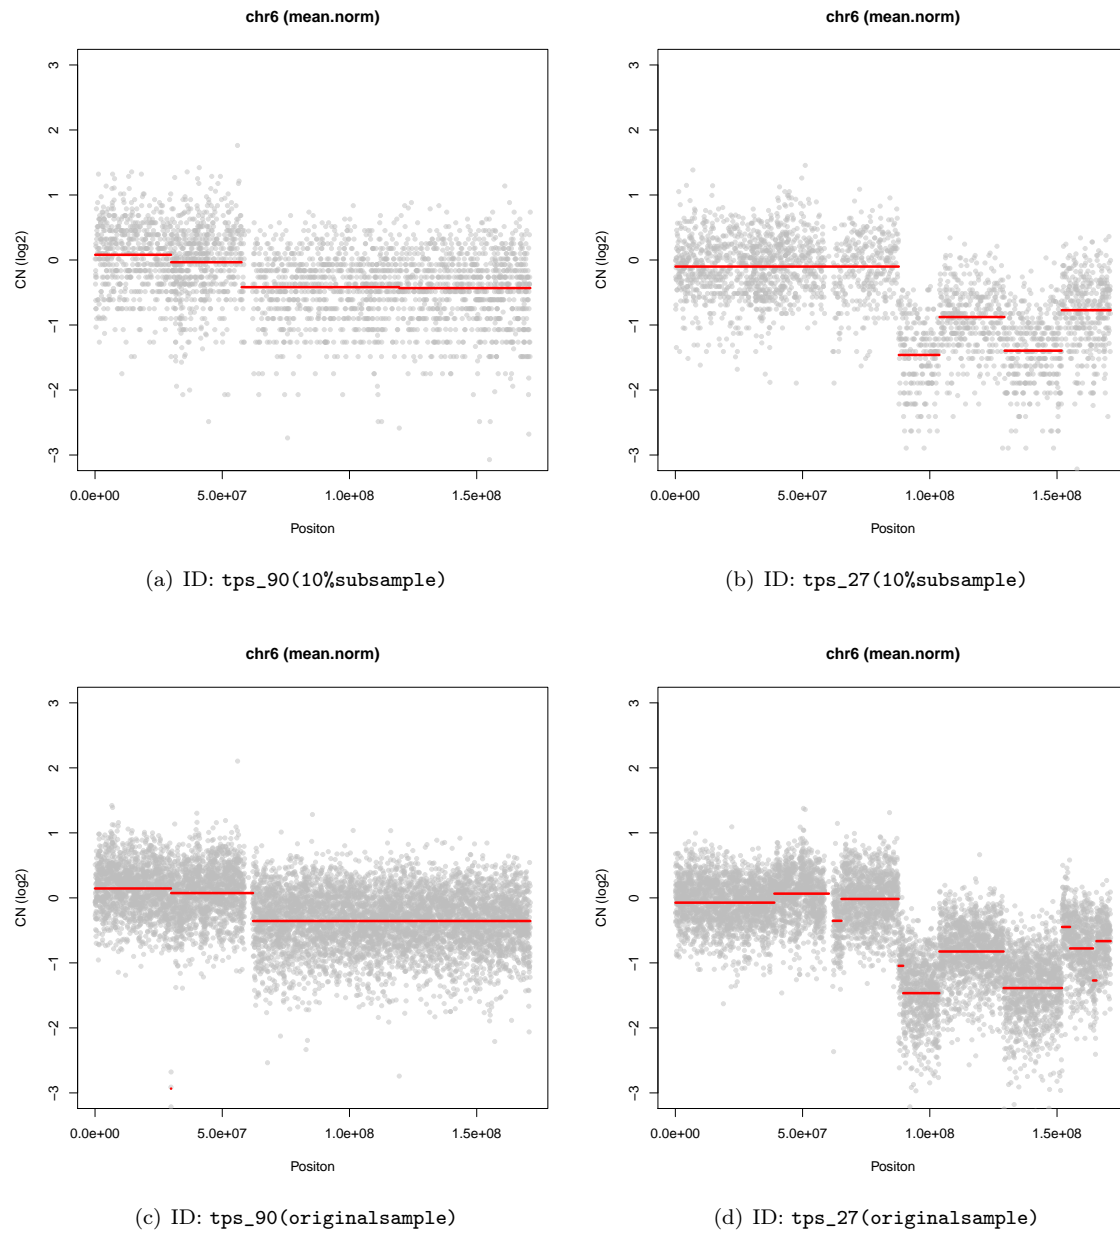 chr6 (mean.norm)
3
2
1
0
−1
−2
−3
CN (log2)
0.0e+00 5.0e+07 1.0e+08 1.5e+08
Positon
(a) ID: tps_90(10%subsample)
chr6 (mean.norm)
3
2
1
0
−1
−2
−3
CN (log2)
0.0e+00 5.0e+07 1.0e+08 1.5e+08
Positon
(b) ID: tps_27(10%subsample)
chr6 (mean.norm)
3
2
1
0
−1
−2
−3
CN (log2)
0.0e+00 5.0e+07 1.0e+08 1.5e+08
Positon
(c) ID: tps_90(originalsample)
chr6 (mean.norm)
3
2
1
0
−1
−2
−3
CN (log2)
0.0e+00 5.0e+07 1.0e+08 1.5e+08
Positon
(d) ID: tps_27(originalsample)